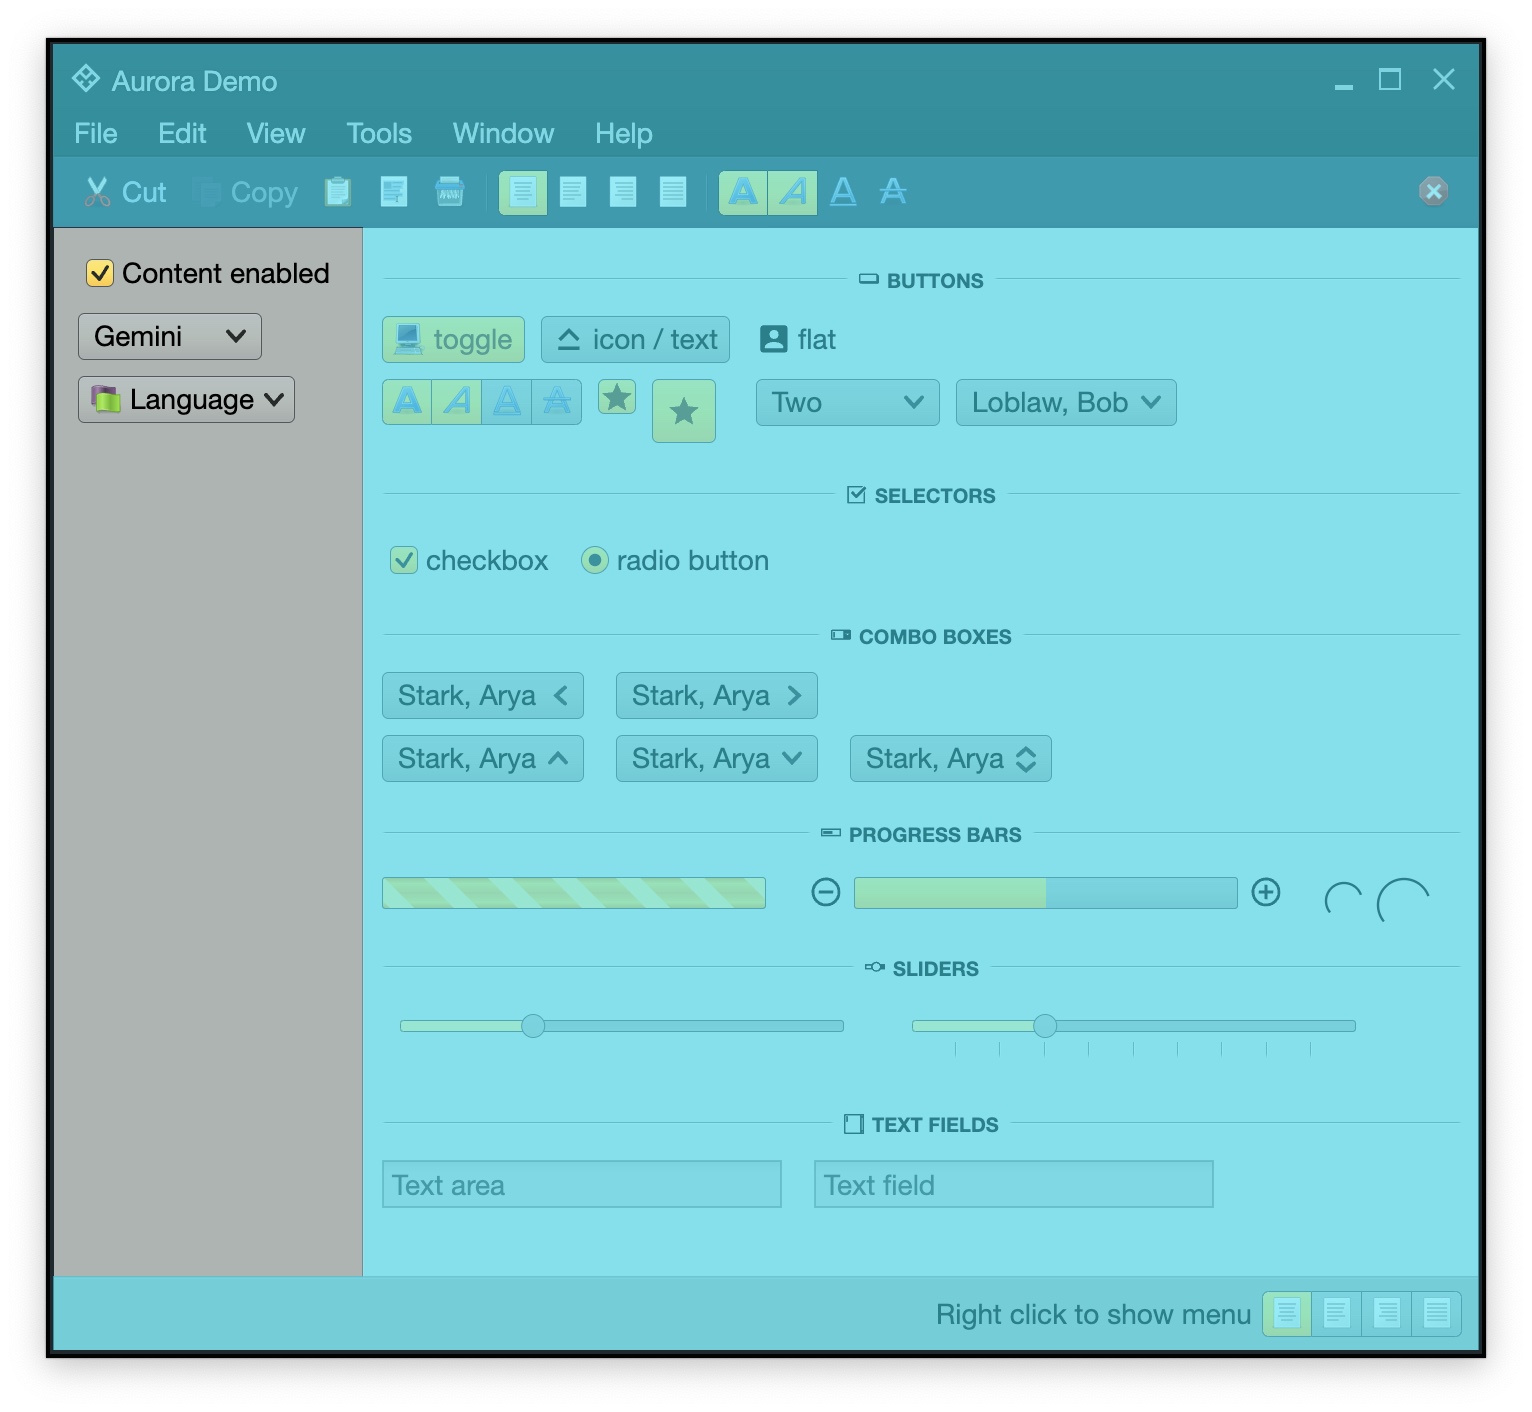 Aurora Demo
File Edit View Tools Window Help
Cut Copy A A A A
Content enabled
Gemini
Language
BUTTONS
toggle icon / text flat
A A A A Two Loblaw, Bob
SELECTORS
checkbox radio button
COMBO BOXES
Stark, Arya Stark, Arya
Stark, Arya Stark, Arya Stark, Arya
PROGRESS BARS
SLIDERS
TEXT FIELDS
Text area Text field
Right click to show menu